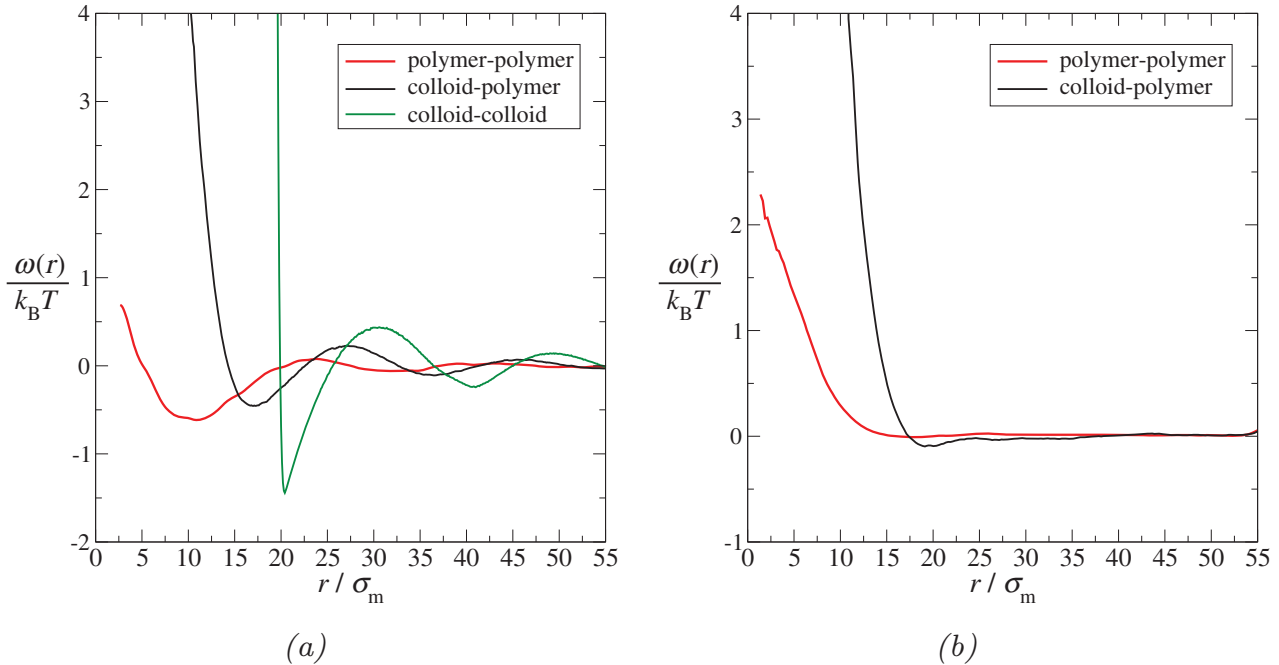 4
3
2
1
0
-1
-2
ω(r)
k_B T
polymer-polymer
colloid-polymer
colloid-colloid
0 5 10 15 20 25 30 35 40 45 50 55
r / σ_m
(a)
4
3
2
1
0
-1
ω(r)
k_B T
polymer-polymer
colloid-polymer
0 5 10 15 20 25 30 35 40 45 50 55
r / σ_m
(b)